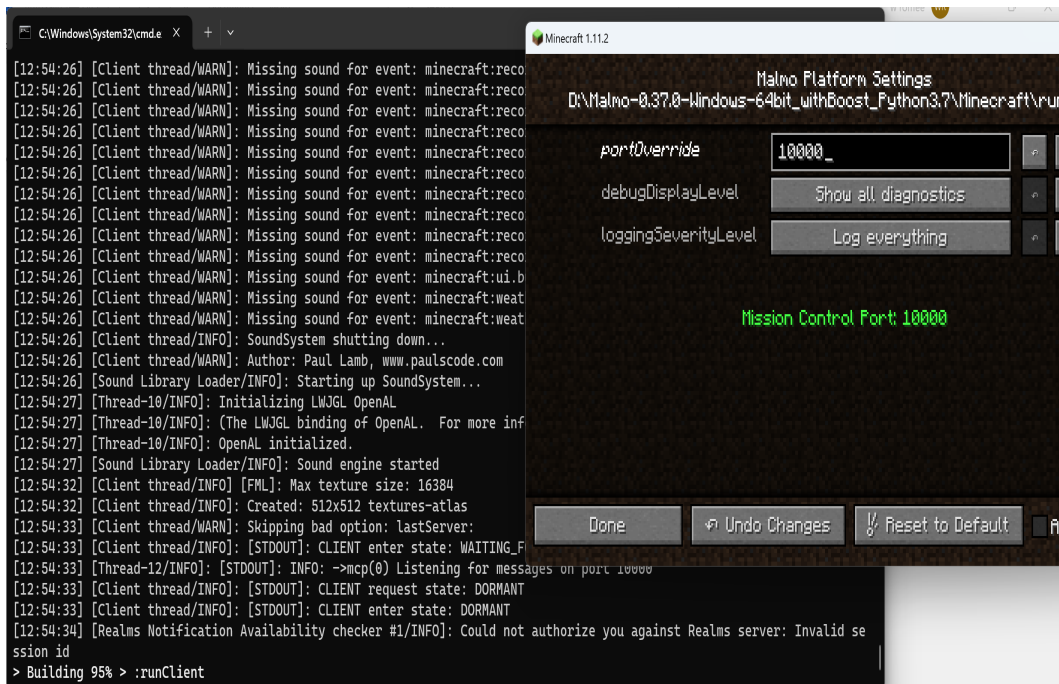 W Tomee
C:\Windows\System32\cmd.e
[12:54:26] [Client thread/WARN]: Missing sound for event: minecraft:reco
[12:54:26] [Client thread/WARN]: Missing sound for event: minecraft:reco
[12:54:26] [Client thread/WARN]: Missing sound for event: minecraft:reco
[12:54:26] [Client thread/WARN]: Missing sound for event: minecraft:reco
[12:54:26] [Client thread/WARN]: Missing sound for event: minecraft:reco
[12:54:26] [Client thread/WARN]: Missing sound for event: minecraft:reco
[12:54:26] [Client thread/WARN]: Missing sound for event: minecraft:reco
[12:54:26] [Client thread/WARN]: Missing sound for event: minecraft:reco
[12:54:26] [Client thread/WARN]: Missing sound for event: minecraft:reco
[12:54:26] [Client thread/WARN]: Missing sound for event: minecraft:reco
[12:54:26] [Client thread/WARN]: Missing sound for event: minecraft:ui.b
[12:54:26] [Client thread/WARN]: Missing sound for event: minecraft:weat
[12:54:26] [Client thread/WARN]: Missing sound for event: minecraft:weat
[12:54:26] [Client thread/INFO]: SoundSystem shutting down...
[12:54:26] [Client thread/WARN]: Author: Paul Lamb, www.paulscode.com
[12:54:26] [Sound Library Loader/INFO]: Starting up SoundSystem...
[12:54:27] [Thread-10/INFO]: Initializing LWJGL OpenAL
[12:54:27] [Thread-10/INFO]: (The LWJGL binding of OpenAL.  For more inf
[12:54:27] [Thread-10/INFO]: OpenAL initialized.
[12:54:27] [Sound Library Loader/INFO]: Sound engine started
[12:54:32] [Client thread/INFO] [FML]: Max texture size: 16384
[12:54:32] [Client thread/INFO]: Created: 512x512 textures-atlas
[12:54:33] [Client thread/WARN]: Skipping bad option: lastServer:
[12:54:33] [Client thread/INFO]: [STDOUT]: CLIENT enter state: WAITING_F
[12:54:33] [Thread-12/INFO]: [STDOUT]: INFO: ->mcp(0) Listening for messages on port 10000
[12:54:33] [Client thread/INFO]: [STDOUT]: CLIENT request state: DORMANT
[12:54:33] [Client thread/INFO]: [STDOUT]: CLIENT enter state: DORMANT
[12:54:34] [Realms Notification Availability checker #1/INFO]: Could not authorize you against Realms server: Invalid se
ssion id
> Building 95% > :runClient
Minecraft 1.11.2
Malmo Platform Settings
D:\Malmo-0.37.0-Windows-64bit_withBoost_Python3.7\Minecraft\run
portOverride 10000_
debugDisplayLevel Show all diagnostics
loggingSeverityLevel Log everything
Mission Control Port: 10000
Done Undo Changes Reset to Default